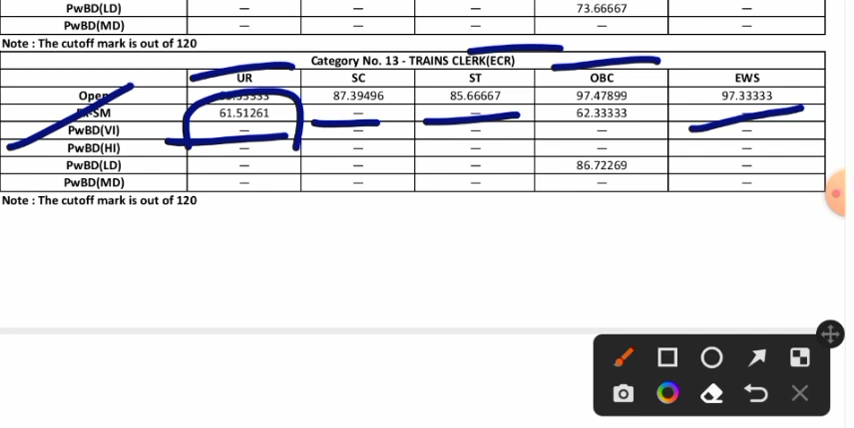 PwBD(LD) — — — 73.66667 —
PwBD(MD) — — — — —
Note : The cutoff mark is out of 120
Category No. 13 - TRAINS CLERK(ECR)
UR SC ST OBC EWS
Open 87.39496 85.66667 97.47899 97.33333
61.51261 — — 62.33333 —
PwBD(VI) — — — — —
PwBD(HI) — — — — —
PwBD(LD) — — — 86.72269 —
PwBD(MD) — — — — —
Note : The cutoff mark is out of 120